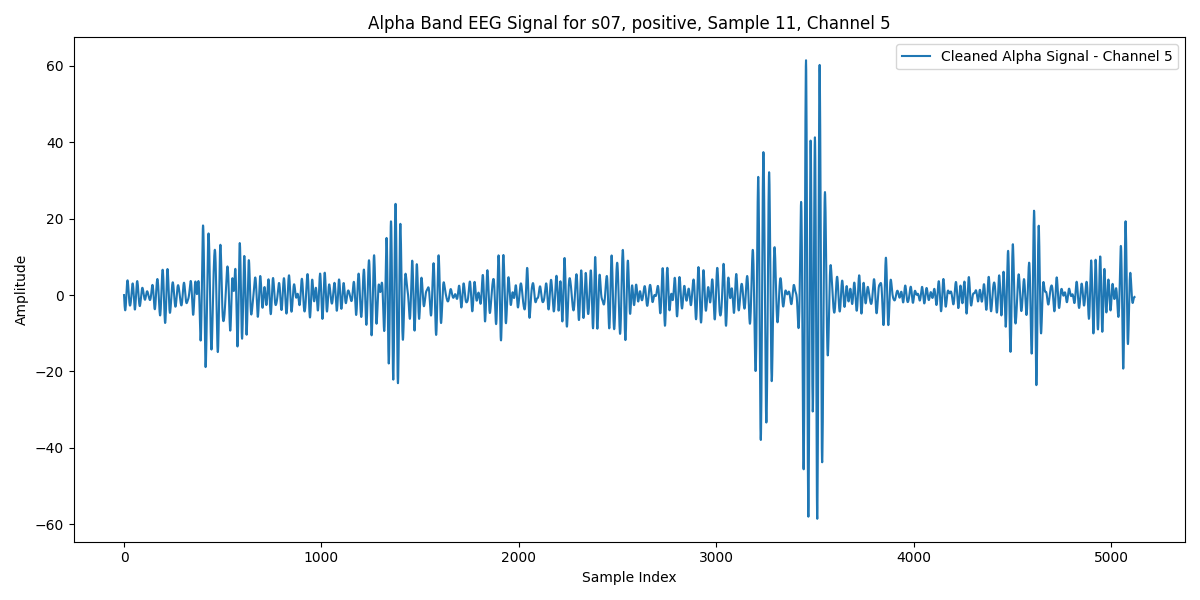 Alpha Band EEG Signal for s07, positive, Sample 11, Channel 5
Cleaned Alpha Signal - Channel 5
60
40
20
0
−20
−40
−60
Amplitude
0 1000 2000 3000 4000 5000
Sample Index